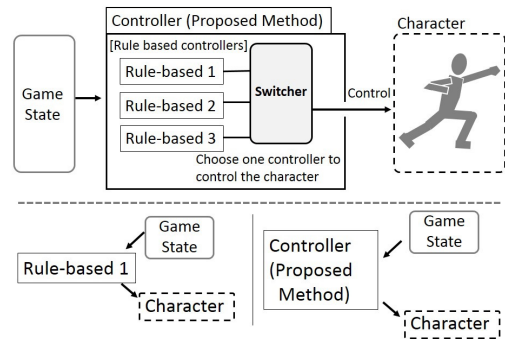 Controller (Proposed Method)
Character
[Rule based controllers]
Game
State
Rule-based 1
Rule-based 2
Rule-based 3
Switcher
Control
Choose one controller to
control the character
Game
State
Rule-based 1
Character
Game
State
Controller
(Proposed
Method)
Character